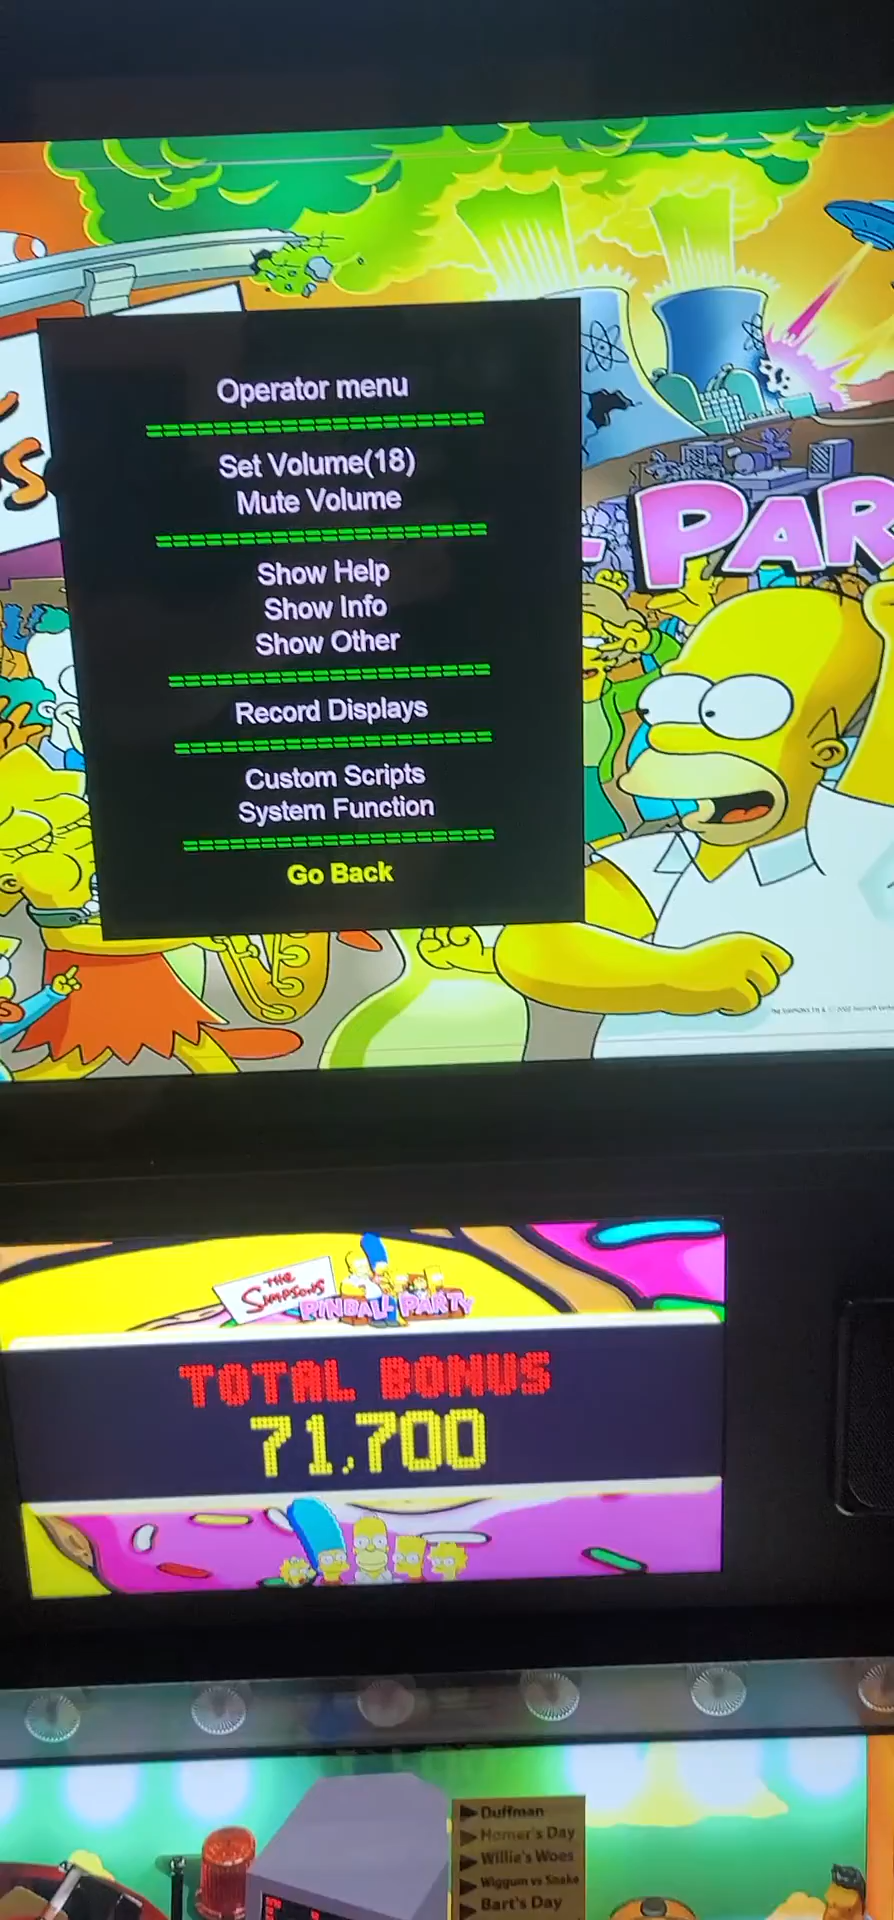 Operator menu
Set Volume(18)
Mute Volume
Show Help
Show Info
Show Other
Record Displays
Custom Scripts
System Function
Go Back
PAR
THE
SIMPSONS
PINBALL PARTY
TOTAL BONUS
71,700
Duffman
Homer's Day
Willie's Woes
Wiggum vs Snake
Bart's Day